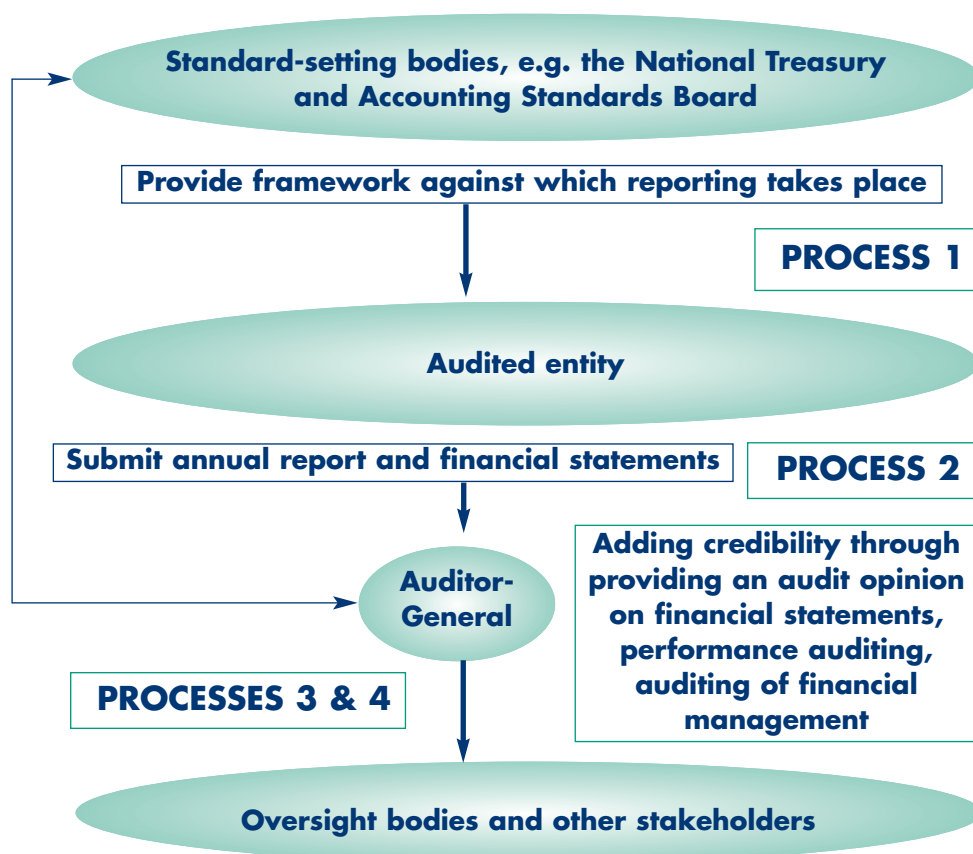 Standard-setting bodies, e.g. the National Treasury
and Accounting Standards Board
Provide framework against which reporting takes place
PROCESS 1
Audited entity
Submit annual report and financial statements
PROCESS 2
Adding credibility through
providing an audit opinion
on financial statements,
performance auditing,
auditing of financial
management
Auditor-
General
PROCESSES 3 & 4
Oversight bodies and other stakeholders